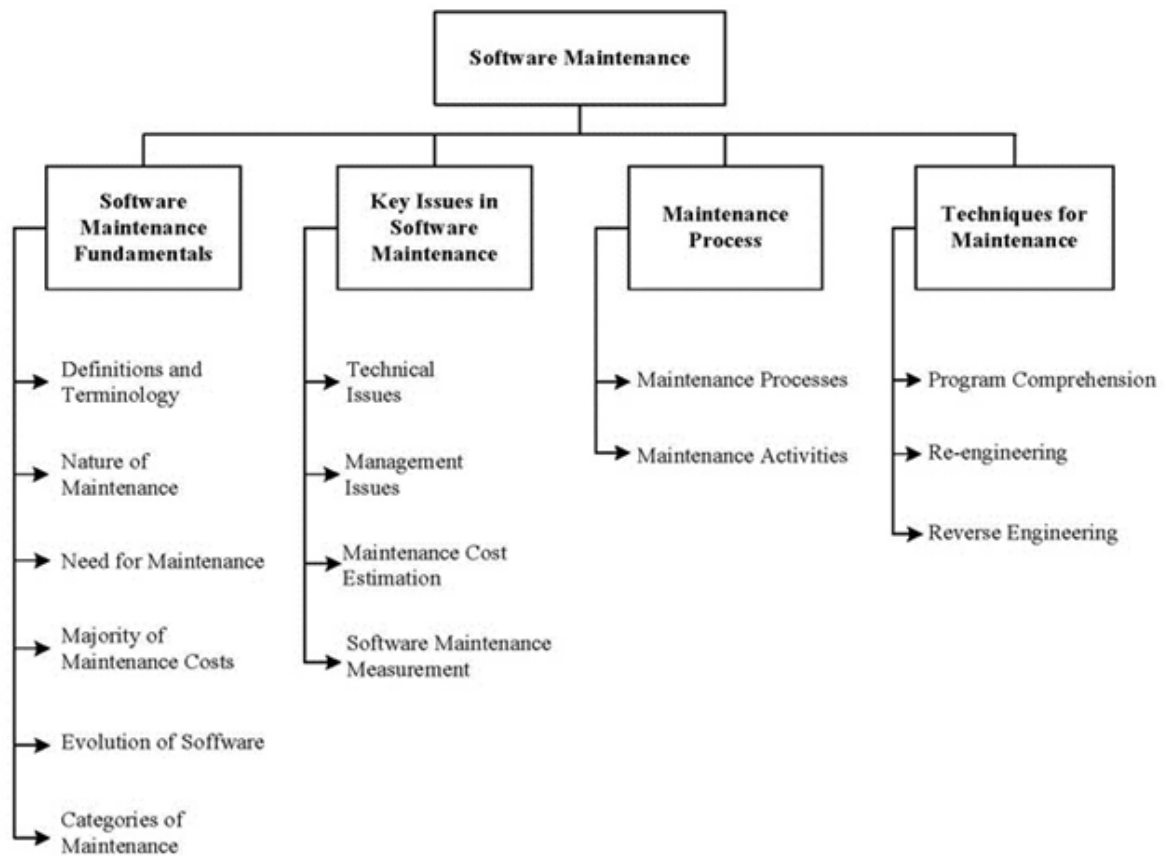 Software Maintenance
Software
Maintenance
Fundamentals
Definitions and
Terminology
Nature of
Maintenance
Need for Maintenance
Majority of
Maintenance Costs
Evolution of Soffware
Categories of
Maintenance
Key Issues in
Software
Maintenance
Technical
Issues
Management
Issues
Maintenance Cost
Estimation
Software Maintenance
Measurement
Maintenance
Process
Maintenance Processes
Maintenance Activities
Techniques for
Maintenance
Program Comprehension
Re-engineering
Reverse Engineering